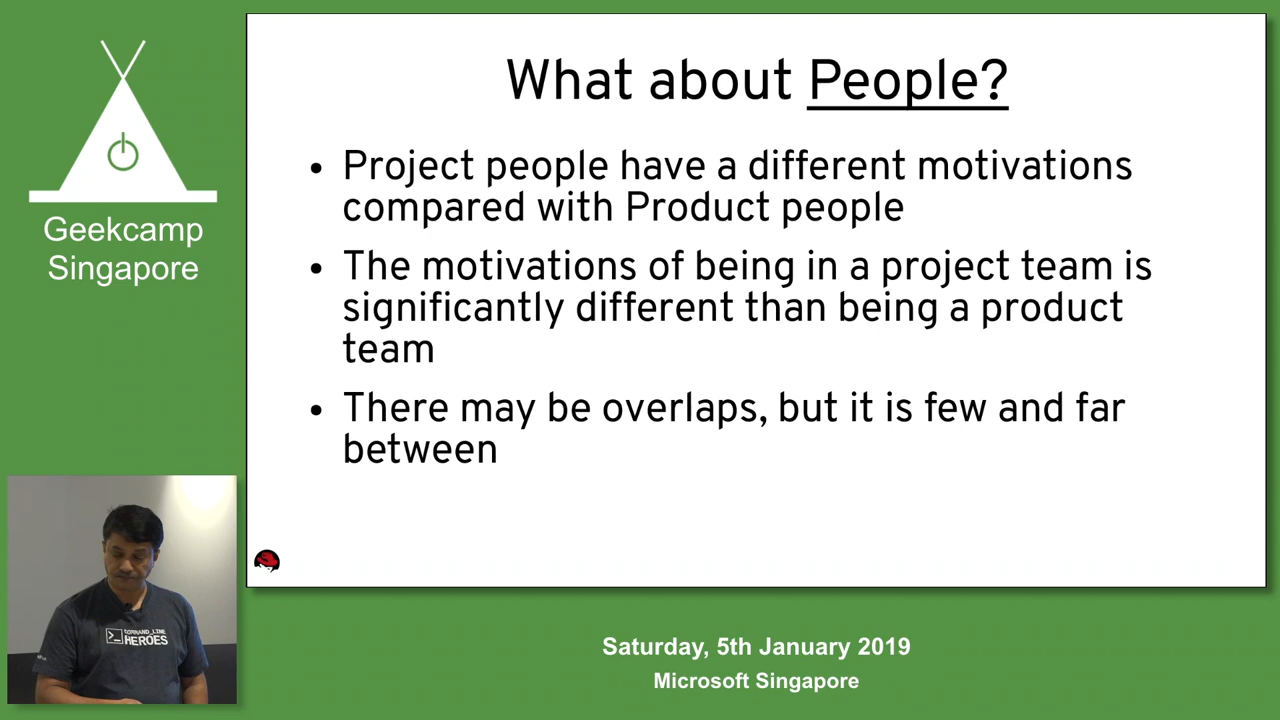 Geekcamp
Singapore
What about People?
• Project people have a different motivations
compared with Product people
• The motivations of being in a project team is
significantly different than being a product
team
• There may be overlaps, but it is few and far
between
>_ COMMAND_LINE
HEROES
Saturday, 5th January 2019
Microsoft Singapore